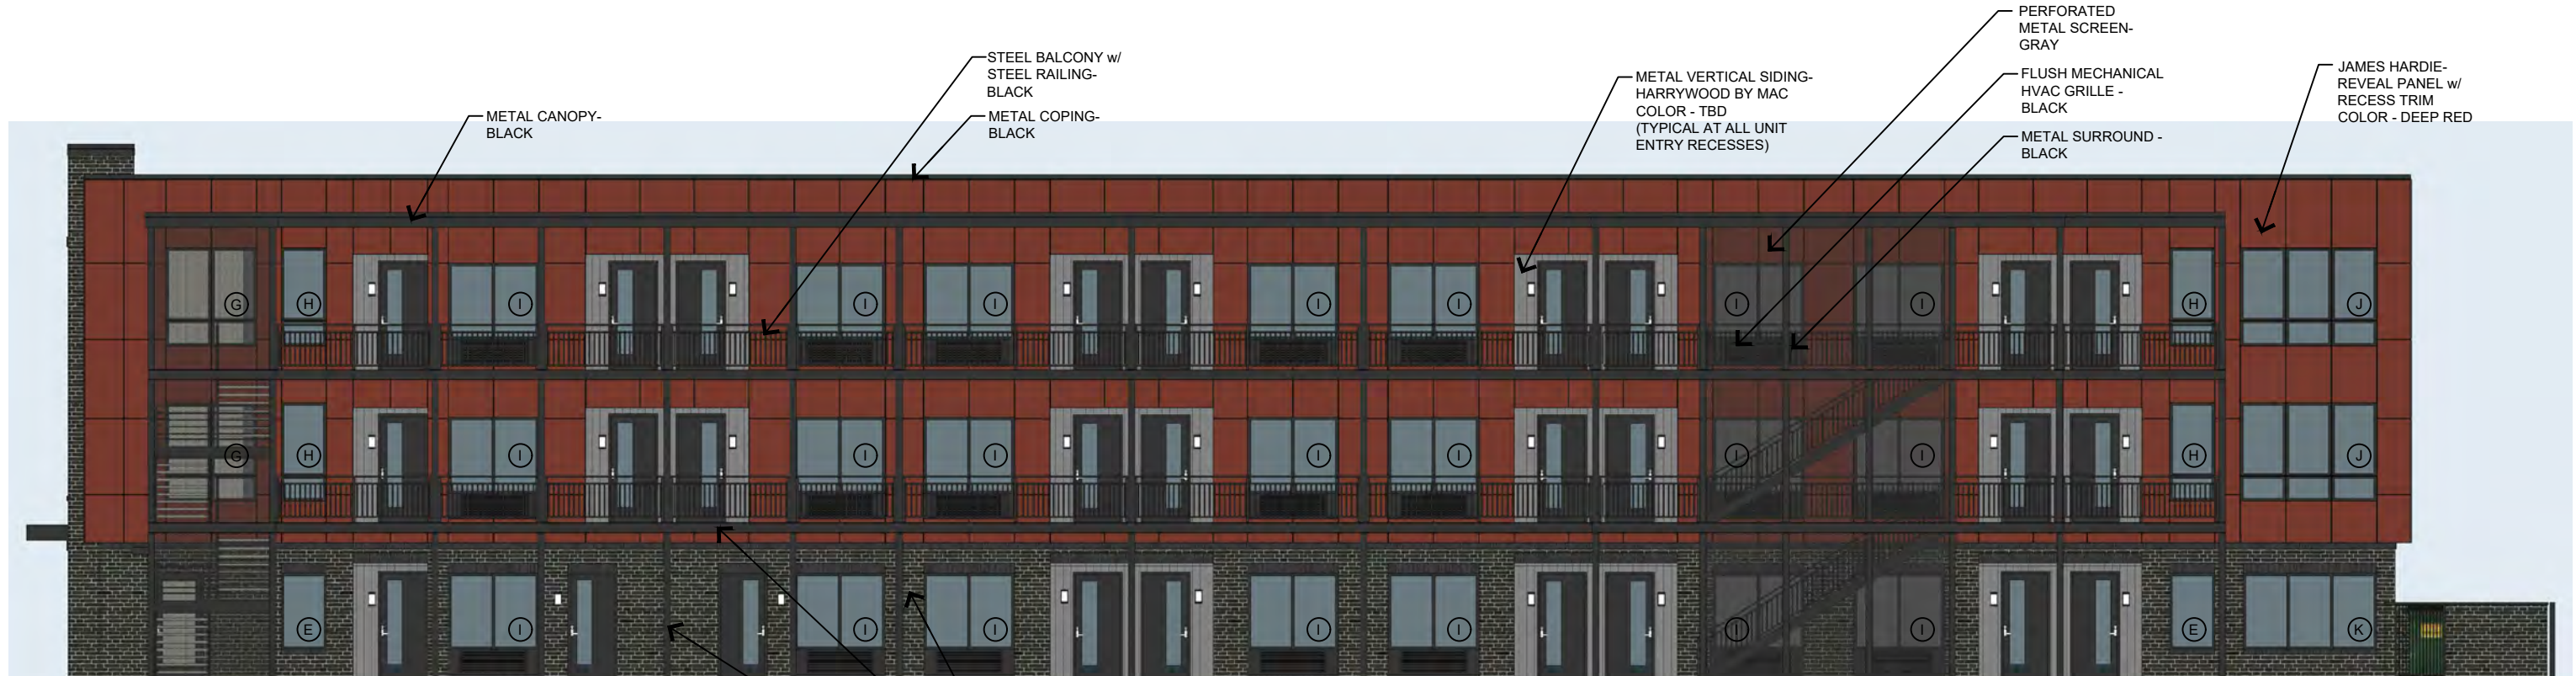 PERFORATED
METAL SCREEN-
GRAY
STEEL BALCONY w/
STEEL RAILING-
BLACK
METAL VERTICAL SIDING-
HARRYWOOD BY MAC
COLOR - TBD
(TYPICAL AT ALL UNIT
ENTRY RECESSES)
FLUSH MECHANICAL
HVAC GRILLE -
BLACK
JAMES HARDIE-
REVEAL PANEL w/
RECESS TRIM
COLOR - DEEP RED
METAL CANOPY-
BLACK
METAL COPING-
BLACK
METAL SURROUND -
BLACK
G H I I I I I I I H J
G H I I I I I I I H J
E I I I I I I I E K